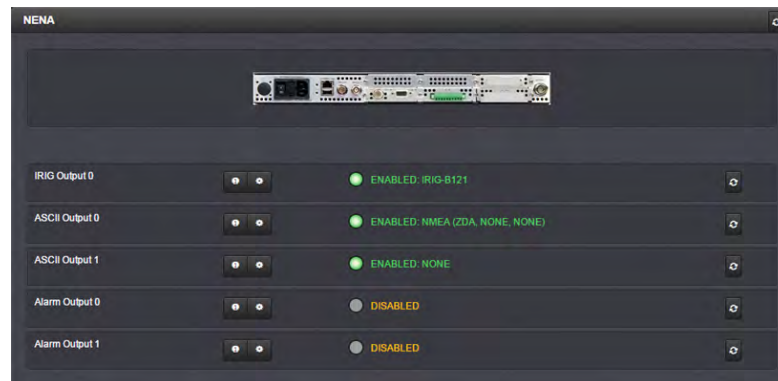 NENA
IRIG Output 0 ENABLED: IRIG-B121
ASCII Output 0 ENABLED: NMEA (ZDA, NONE, NONE)
ASCII Output 1 ENABLED: NONE
Alarm Output 0 DISABLED
Alarm Output 1 DISABLED